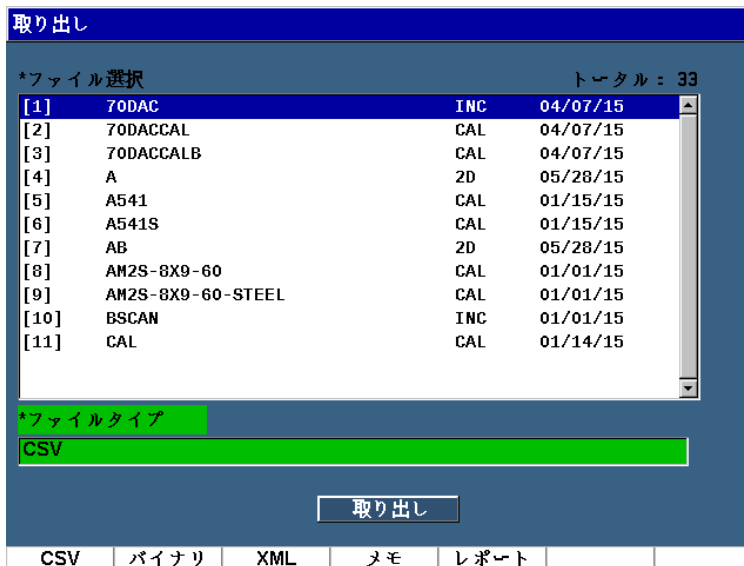 取り出し
*ファイル選択 トータル: 33
[1] 70DAC INC 04/07/15
[2] 70DACCAL CAL 04/07/15
[3] 70DACCALB CAL 04/07/15
[4] A 2D 05/28/15
[5] A541 CAL 01/15/15
[6] A541S CAL 01/15/15
[7] AB 2D 05/28/15
[8] AM2S-8X9-60 CAL 01/01/15
[9] AM2S-8X9-60-STEEL CAL 01/01/15
[10] BSCAN INC 01/01/15
[11] CAL CAL 01/14/15
*ファイルタイプ
CSV
取り出し
CSV バイナリ XML メモ レポート